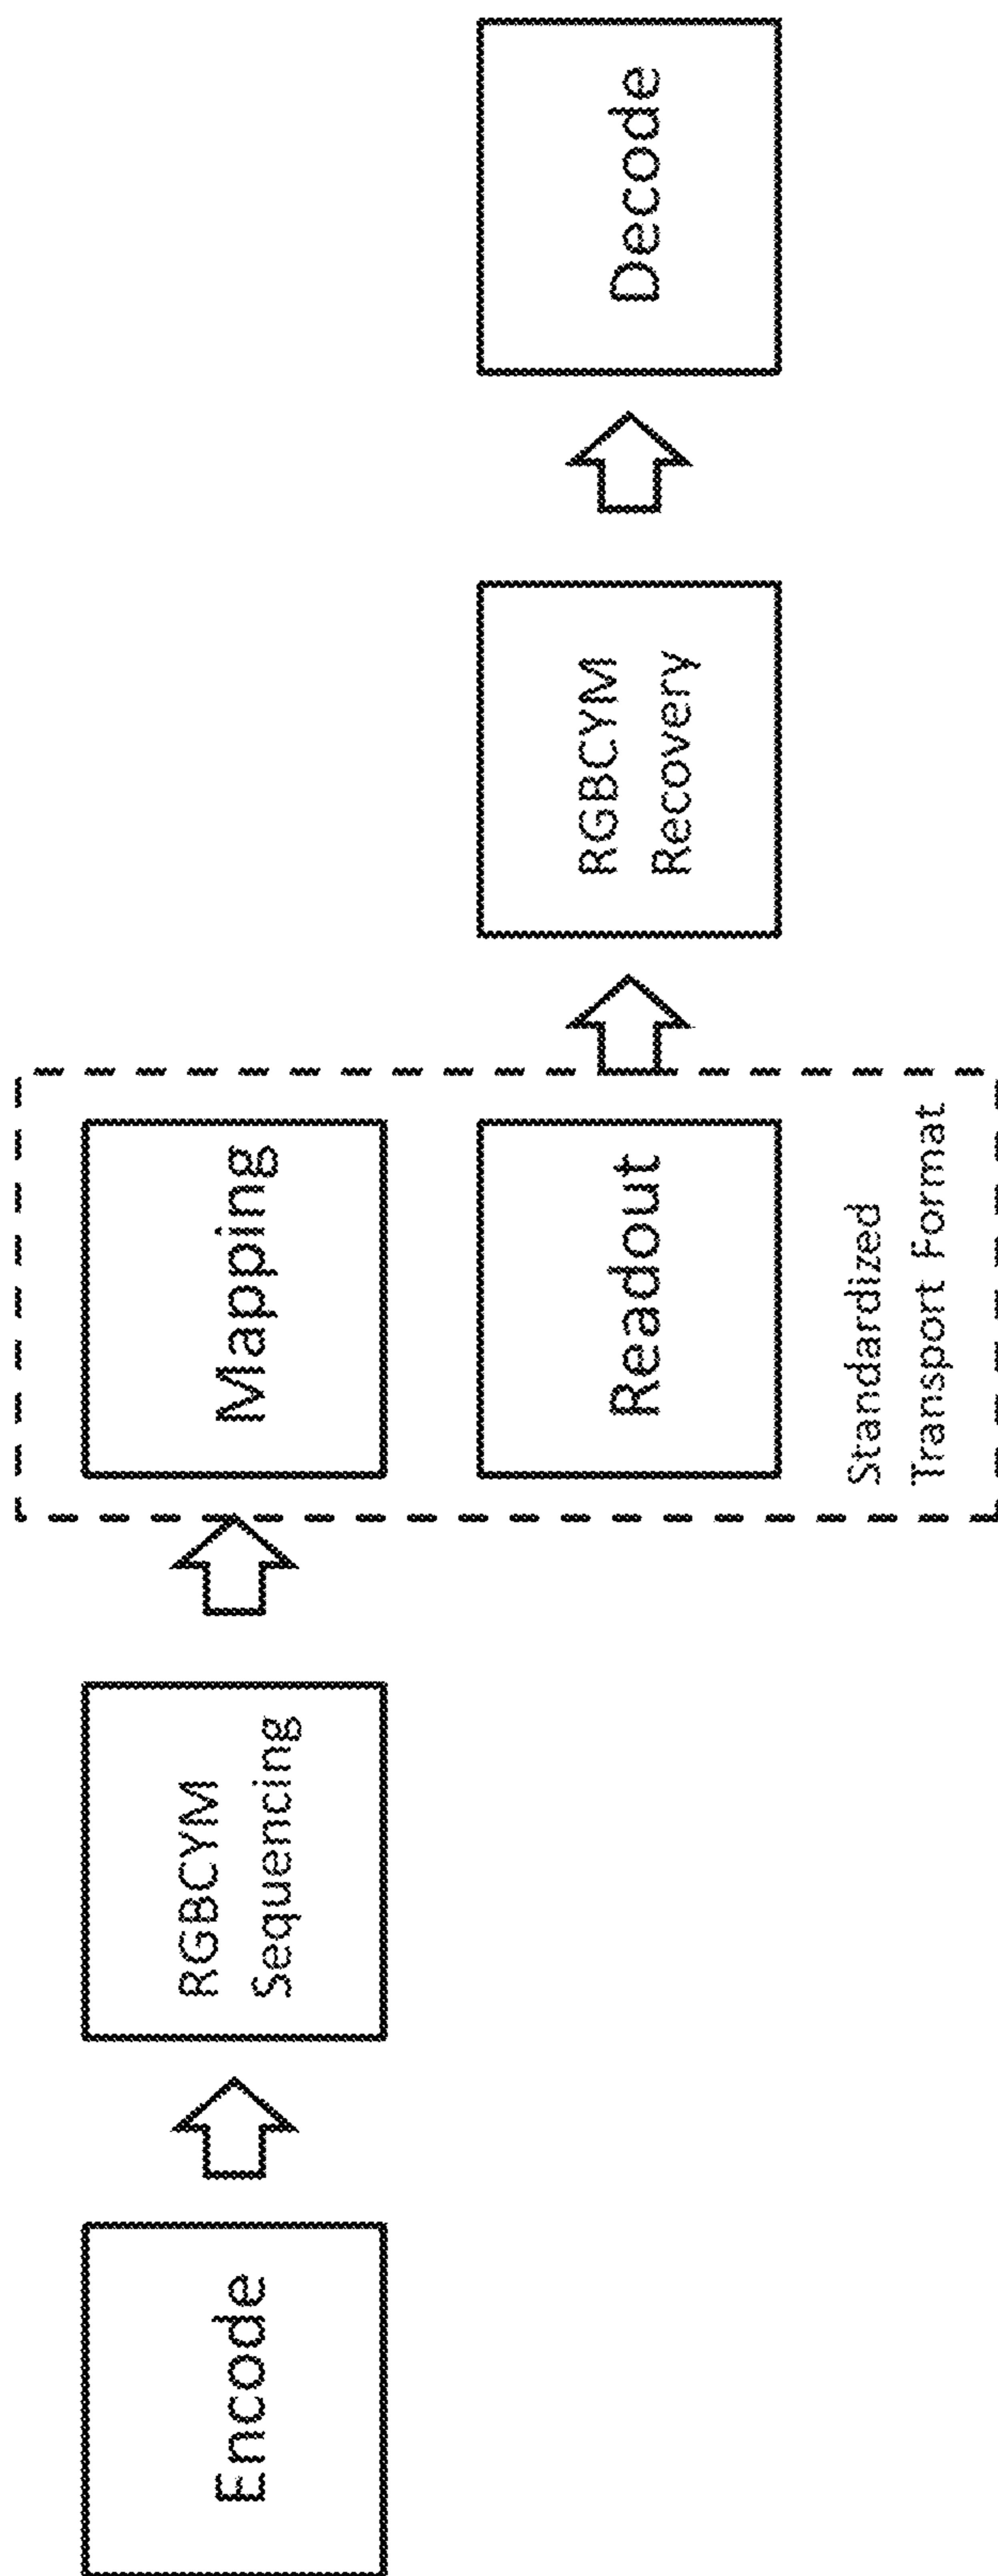 Encode
RGBCYM
Sequencing
Mapping
Readout
Standardized
Transport Format
RGBCYM
Recovery
Decode